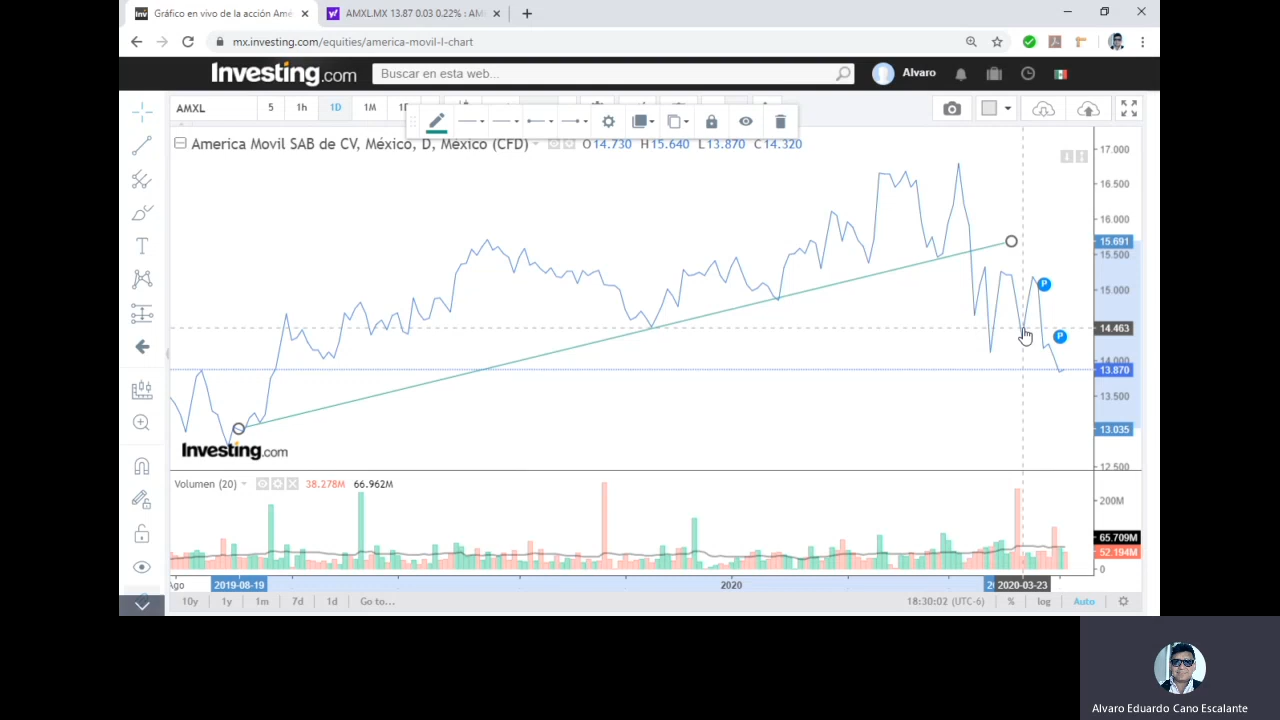 Gráfico en vivo de la acción Amé
AMXL.MX 13.87 0.03 0.22% : AM
mx.investing.com/equities/america-movil-l-chart
Investing.com
Buscar en esta web...
Alvaro
AMXL
5
1h
1D
1M
America Movil SAB de CV, México, D, México (CFD)
O14.730 H15.640 L13.870 C14.320
17.000
16.500
16.000
15.691
15.500
15.000
14.463
14.000
13.870
13.500
13.035
12.500
Investing.com
Volumen (20)
38.278M
66.962M
200M
65.709M
52.194M
0
Ago
2019-08-19
2020
2020-03-23
10y
1y
1m
7d
1d
Go to...
18:30:02 (UTC-6)
%
log
Auto
Alvaro Eduardo Cano Escalante